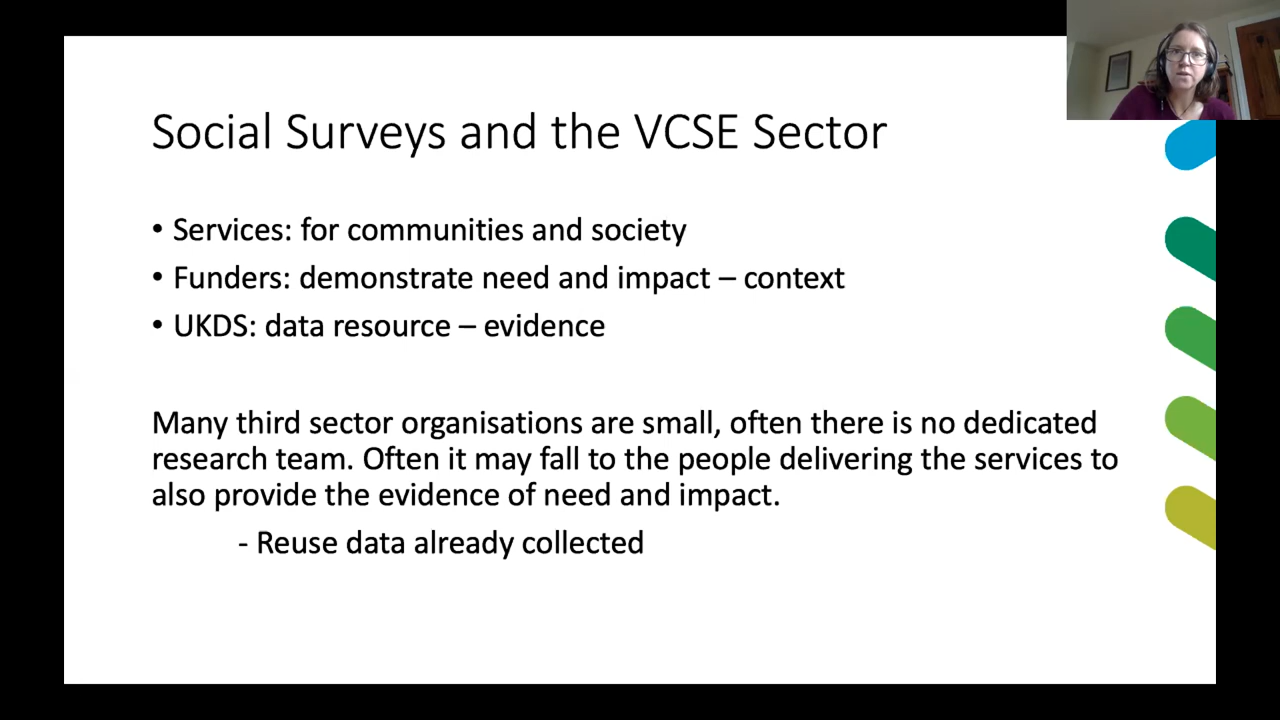 Social Surveys and the VCSE Sector
• Services: for communities and society
• Funders: demonstrate need and impact – context
• UKDS: data resource – evidence
Many third sector organisations are small, often there is no dedicated
research team. Often it may fall to the people delivering the services to
also provide the evidence of need and impact.
- Reuse data already collected